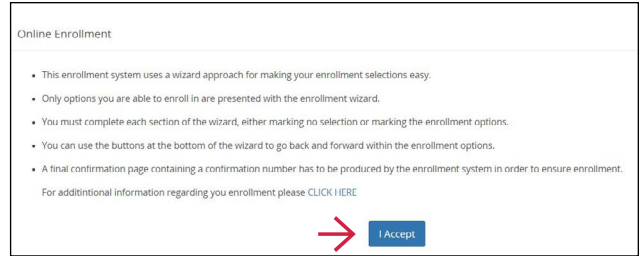 Online Enrollment
• This enrollment system uses a wizard approach for making your enrollment selections easy.
• Only options you are able to enroll in are presented with the enrollment wizard.
• You must complete each section of the wizard, either marking no selection or marking the enrollment options.
• You can use the buttons at the bottom of the wizard to go back and forward within the enrollment options.
• A final confirmation page containing a confirmation number has to be produced by the enrollment system in order to ensure enrollment.
For additintional information regarding you enrollment please CLICK HERE
I Accept